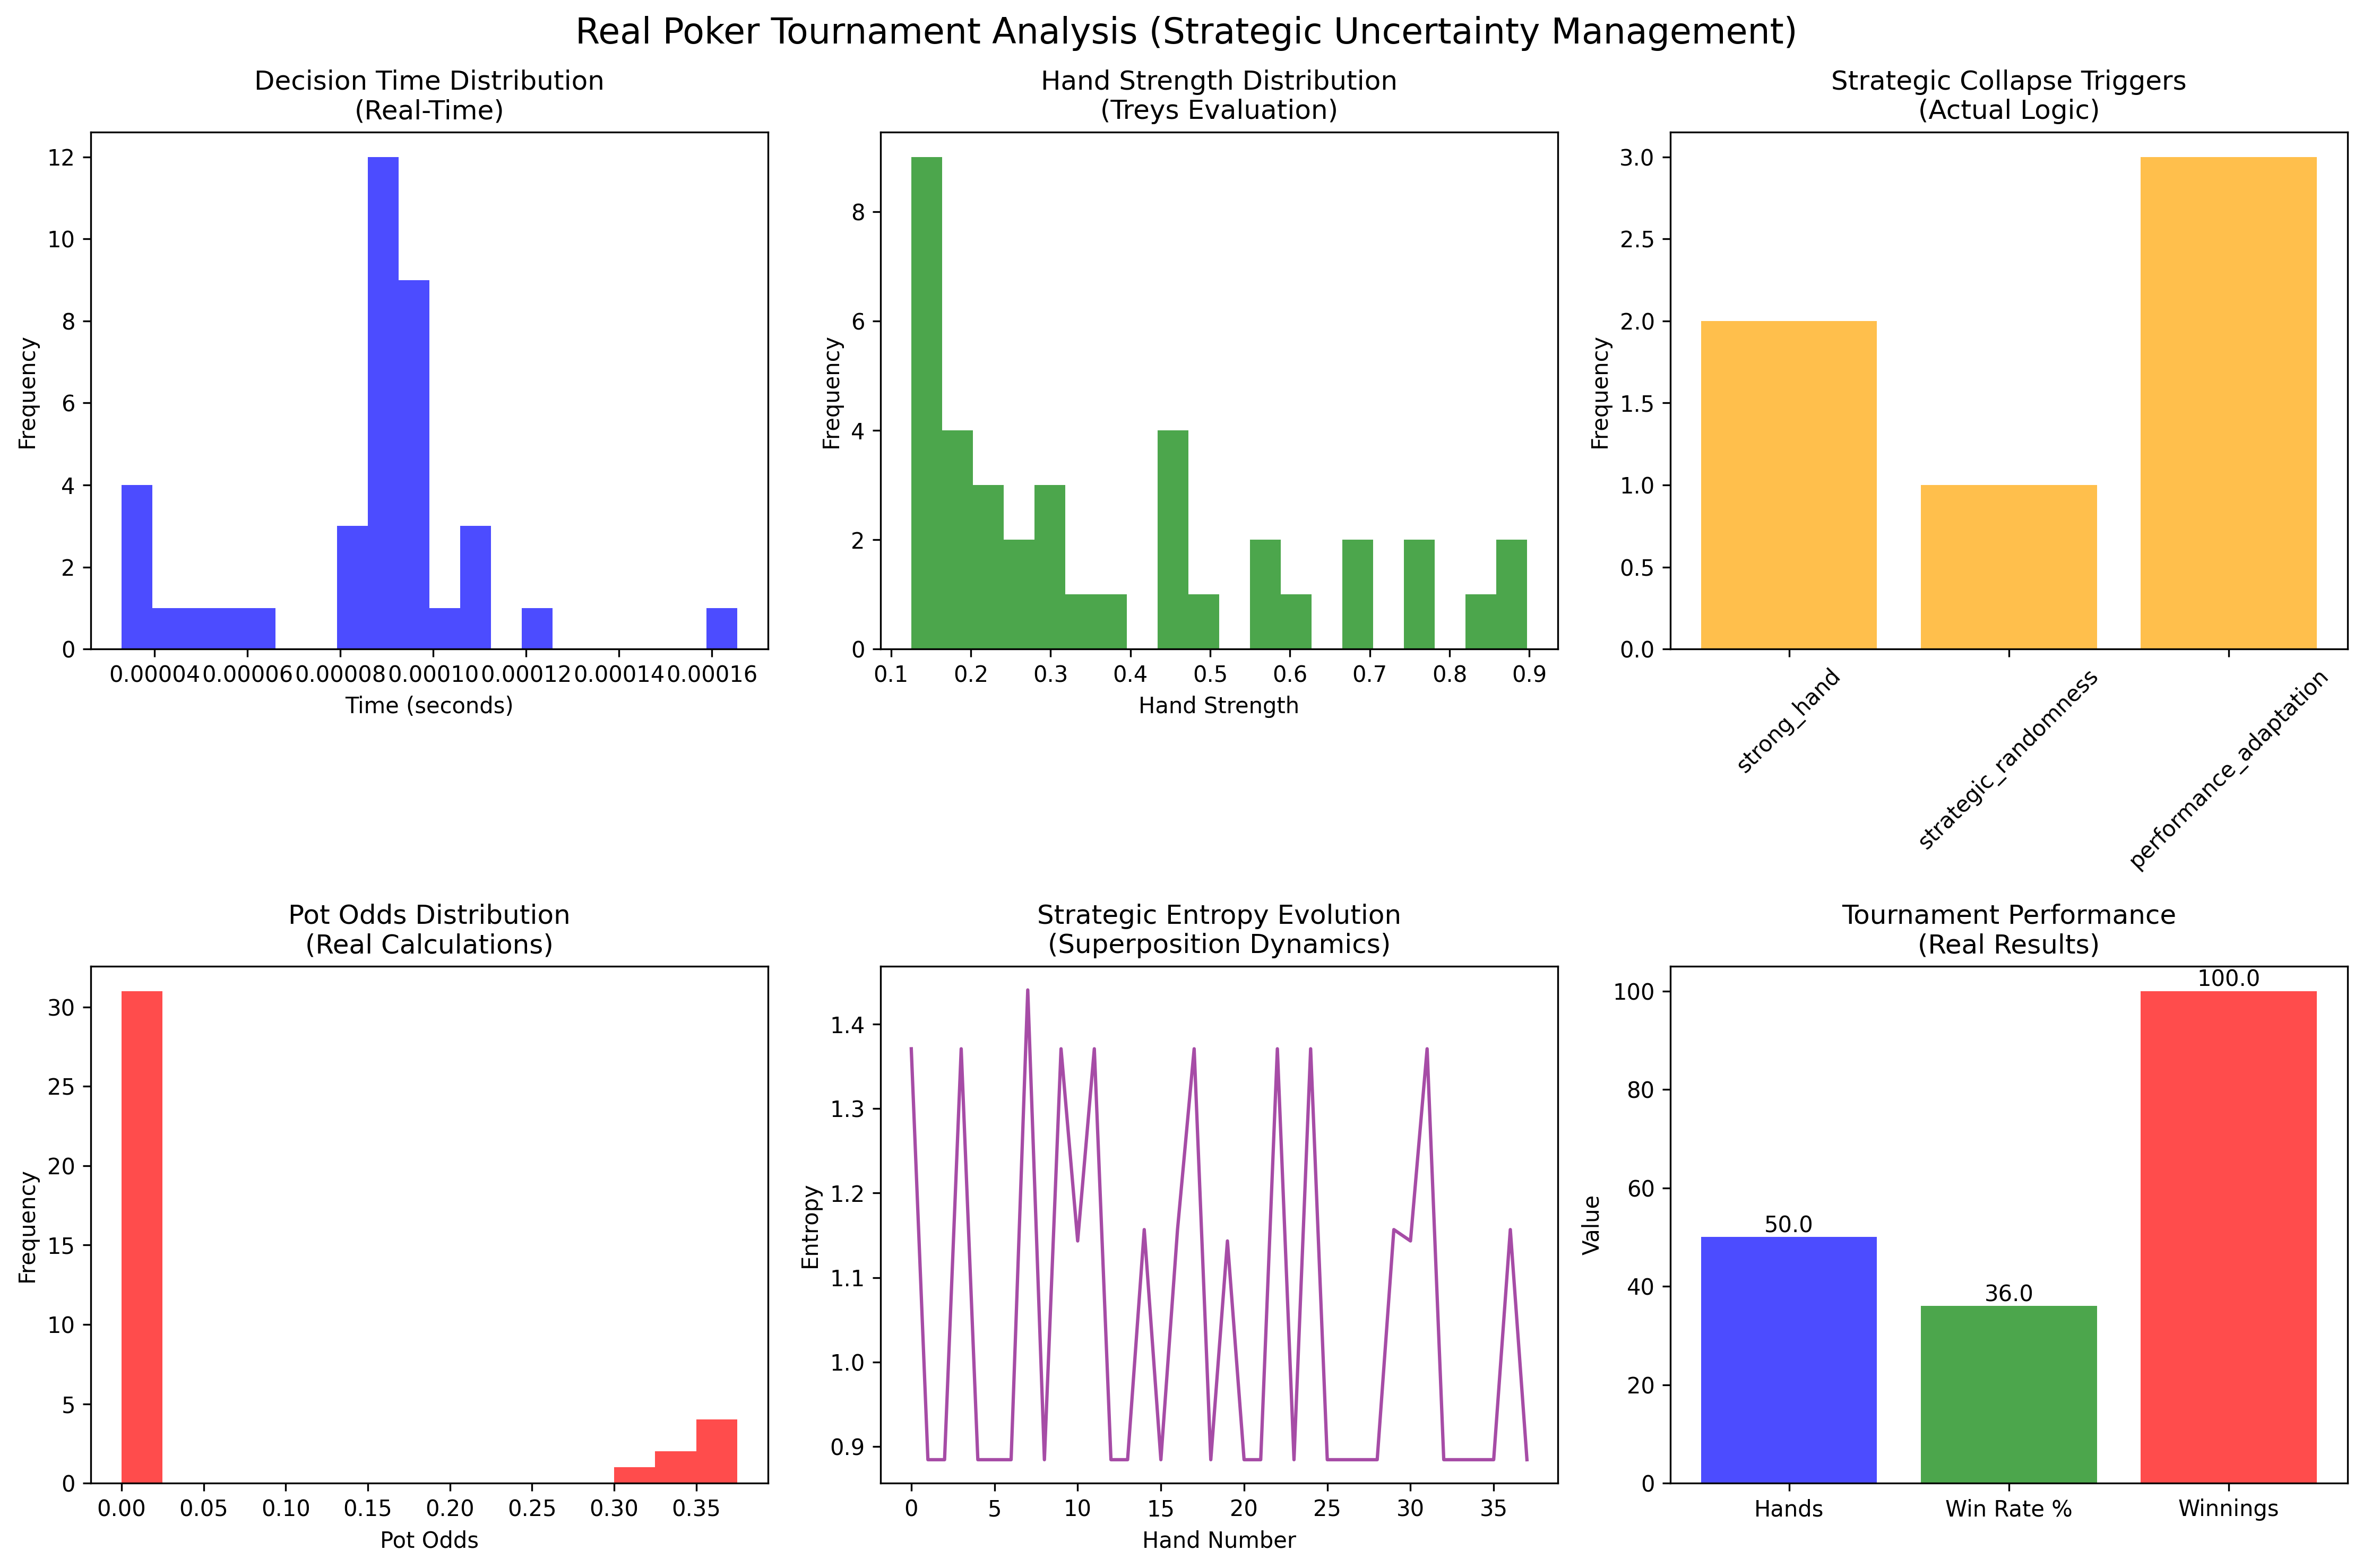 Real Poker Tournament Analysis (Strategic Uncertainty Management)
Decision Time Distribution
(Real-Time)
Frequency
12
10
8
6
4
2
0
0.00004 0.00006 0.00008 0.00010 0.00012 0.00014 0.00016
Time (seconds)
Hand Strength Distribution
(Treys Evaluation)
Frequency
8
6
4
2
0
0.1 0.2 0.3 0.4 0.5 0.6 0.7 0.8 0.9
Hand Strength
Strategic Collapse Triggers
(Actual Logic)
Frequency
3.0
2.5
2.0
1.5
1.0
0.5
0.0
strong_hand
strategic_randomness
performance_adaptation
Pot Odds Distribution
(Real Calculations)
Frequency
30
25
20
15
10
5
0
0.00 0.05 0.10 0.15 0.20 0.25 0.30 0.35
Pot Odds
Strategic Entropy Evolution
(Superposition Dynamics)
Entropy
1.4
1.3
1.2
1.1
1.0
0.9
0 5 10 15 20 25 30 35
Hand Number
Tournament Performance
(Real Results)
Value
100
80
60
40
20
0
50.0
36.0
100.0
Hands Win Rate % Winnings